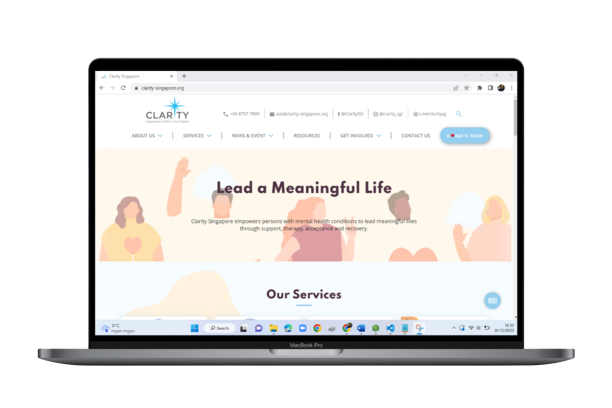 Clarity Singapore
clarity-singapore.org
CLARITY
+65 6757 7990
ask@clarity-singapore.org
@ClaritySG
@clarity_sg
t.me/claritysg
ABOUT US
SERVICES
NEWS & EVENT
RESOURCES
GET INVOLVED
CONTACT US
NATE NOW
Lead a Meaningful Life
Clarity Singapore empowers persons with mental health conditions to lead meaningful lives
through support, therapy, acceptance and recovery.
Our Services
Search
MacBook Pro